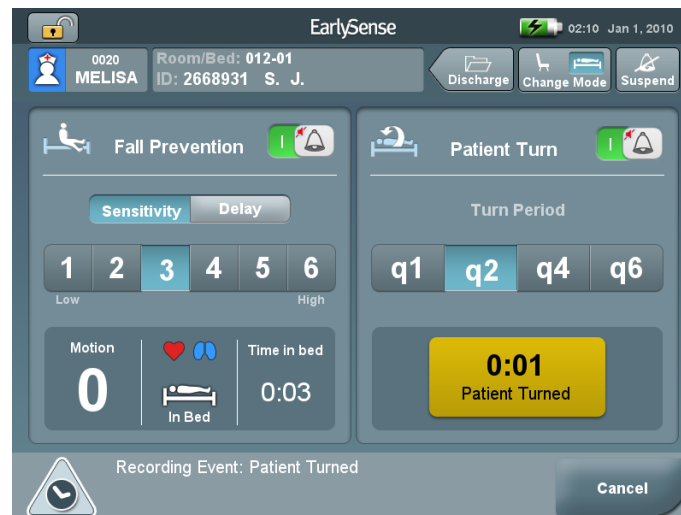 EarlySense
02:10 Jan 1, 2010
0020
MELISA
Room/Bed: 012-01
ID: 2668931 S. J.
Discharge
Change Mode
Suspend
Fall Prevention
I
Patient Turn
I
Sensitivity
Delay
Turn Period
1 2 3 4 5 6
Low
High
q1 q2 q4 q6
Motion
0
In Bed
Time in bed
0:03
0:01
Patient Turned
Recording Event: Patient Turned
Cancel